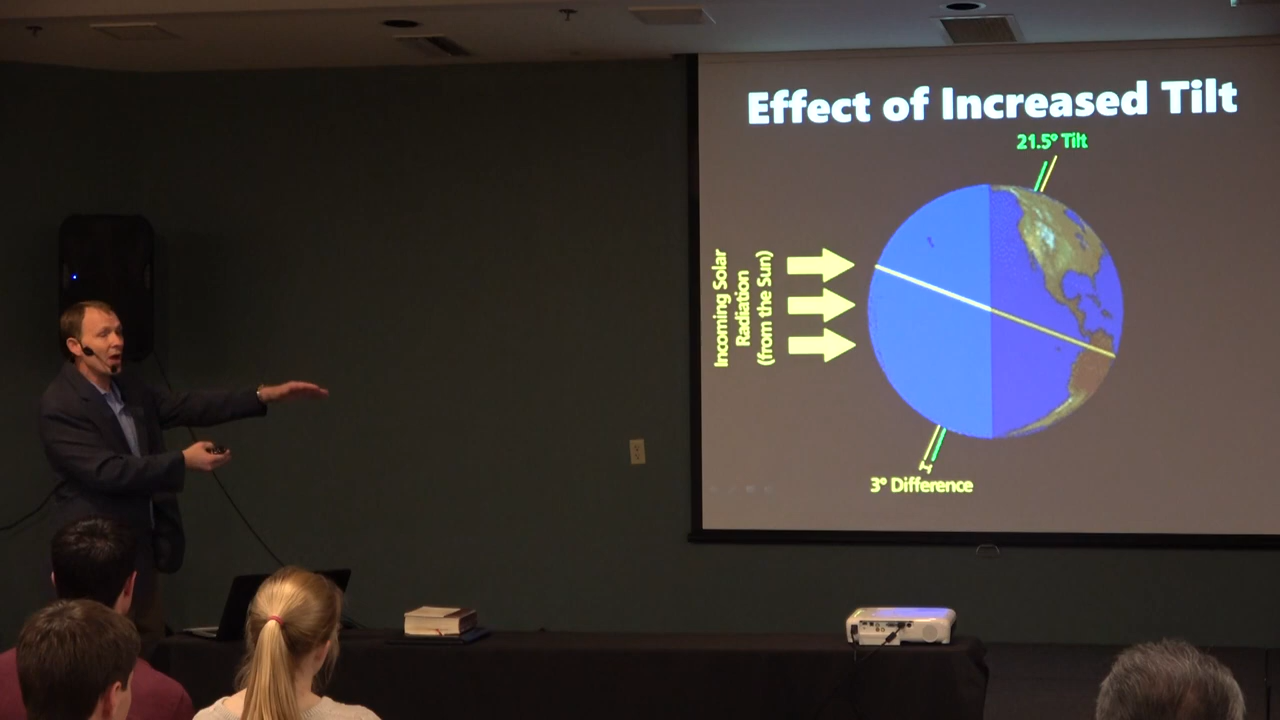 Effect of Increased Tilt
21.5° Tilt
Incoming Solar
Radiation
(from the Sun)
3° Difference